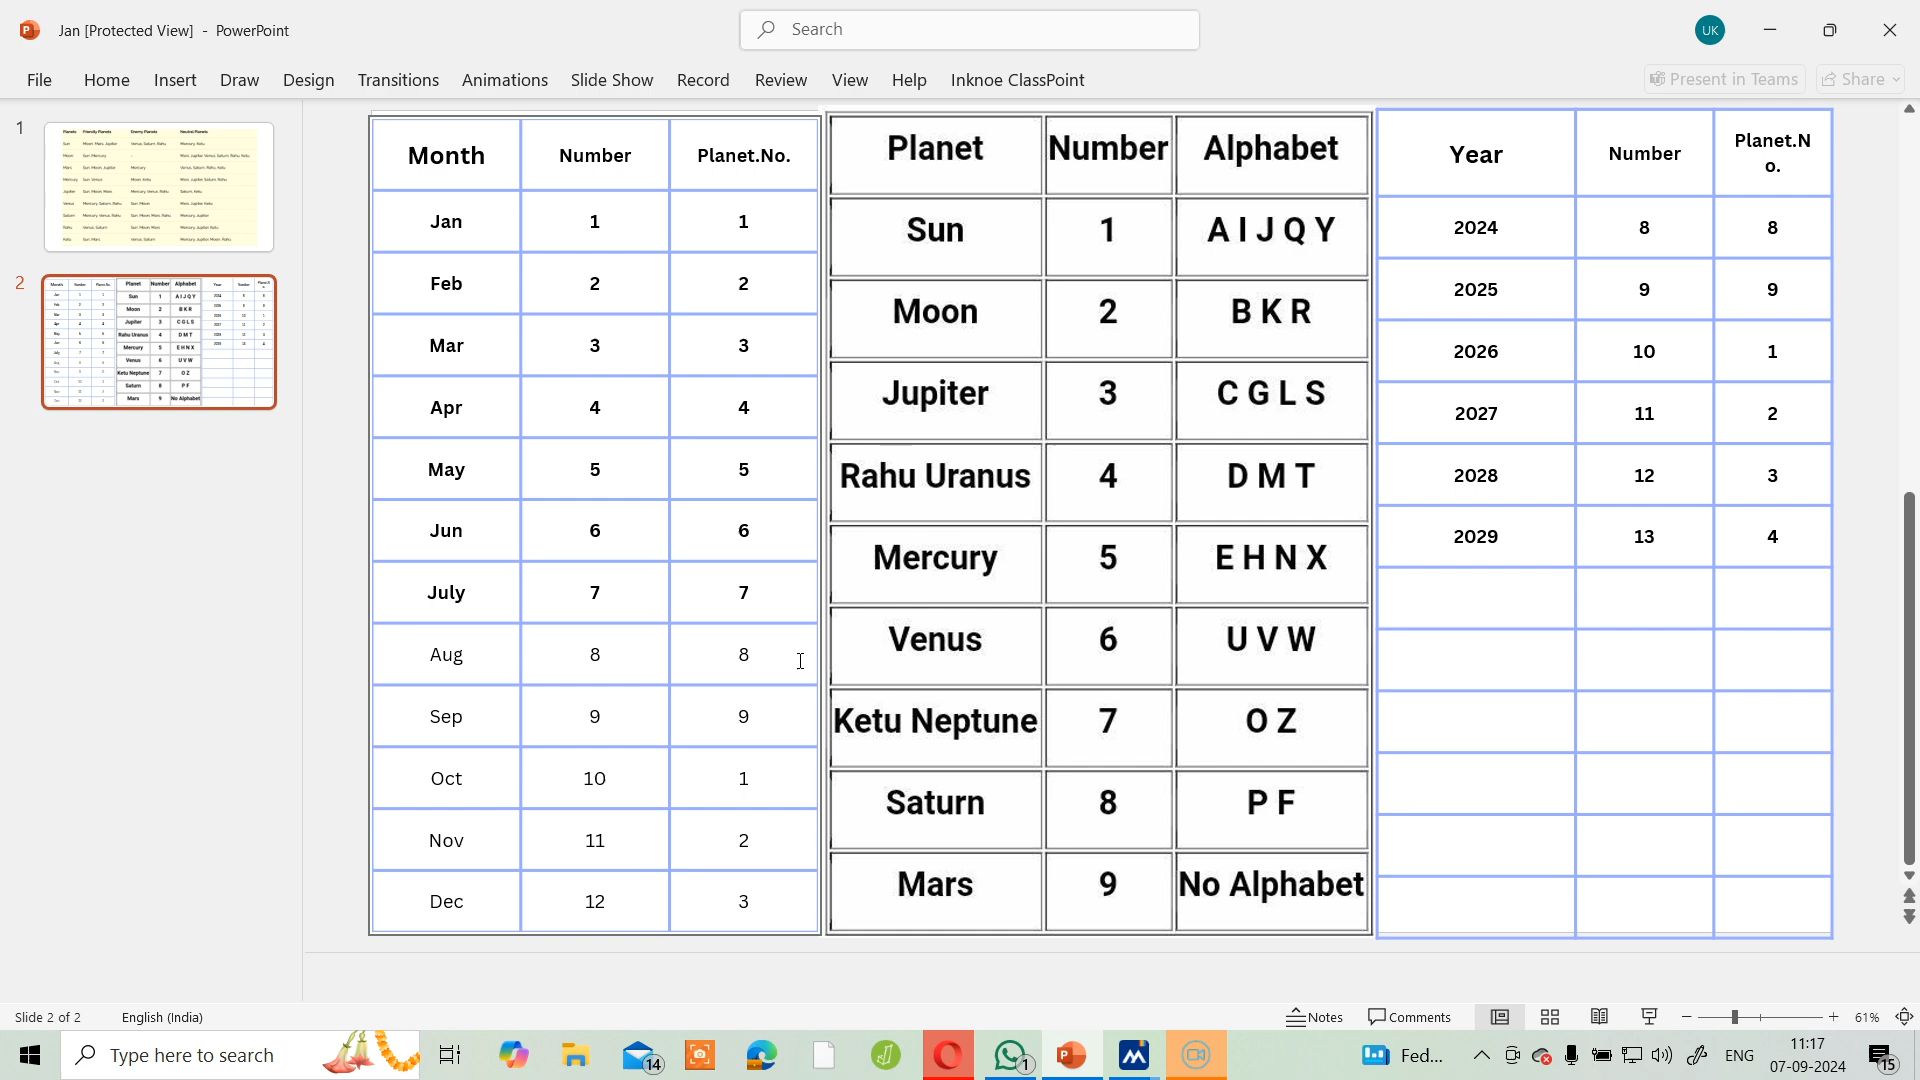 Jan [Protected View] - PowerPoint
Search
UK
File Home Insert Draw Design Transitions Animations Slide Show Record Review View Help Inknoe ClassPoint
Present in Teams
Share
1
2
Month Number Planet.No.
Jan 1 1
Feb 2 2
Mar 3 3
Apr 4 4
May 5 5
Jun 6 6
July 7 7
Aug 8 8
Sep 9 9
Oct 10 1
Nov 11 2
Dec 12 3
Planet Number Alphabet
Sun 1 A I J Q Y
Moon 2 B K R
Jupiter 3 C G L S
Rahu Uranus 4 D M T
Mercury 5 E H N X
Venus 6 U V W
Ketu Neptune 7 O Z
Saturn 8 P F
Mars 9 No Alphabet
Year Number Planet.N
o.
2024 8 8
2025 9 9
2026 10 1
2027 11 2
2028 12 3
2029 13 4
Slide 2 of 2 English (India)
Notes Comments 61%
Type here to search
14
1
Fed...
ENG
11:17
07-09-2024
15